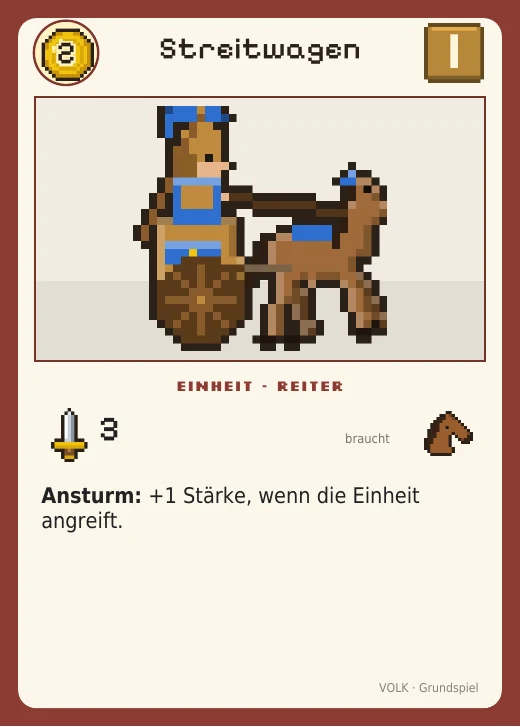 2 Streitwagen I
EINHEIT - REITER
3 braucht
Ansturm: +1 Stärke, wenn die Einheit
angreift.
VOLK · Grundspiel